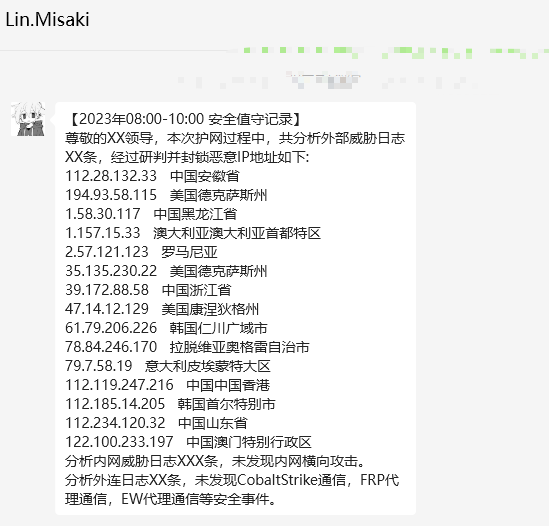 Lin.Misaki
【2023年08:00-10:00 安全值守记录】
尊敬的XX领导，本次护网过程中，共分析外部威胁日志
XX条，经过研判并封锁恶意IP地址如下:
112.28.132.33 中国安徽省
194.93.58.115 美国德克萨斯州
1.58.30.117 中国黑龙江省
1.157.15.33 澳大利亚澳大利亚首都特区
2.57.121.123 罗马尼亚
35.135.230.22 美国德克萨斯州
39.172.88.58 中国浙江省
47.14.12.129 美国康涅狄格州
61.79.206.226 韩国仁川广域市
78.84.246.170 拉脱维亚奥格雷自治市
79.7.58.19 意大利皮埃蒙特大区
112.119.247.216 中国中国香港
112.185.14.205 韩国首尔特别市
112.234.120.32 中国山东省
122.100.233.197 中国澳门特别行政区
分析内网威胁日志XXX条，未发现内网横向攻击。
分析外连日志XX条，未发现CobaltStrike通信，FRP代
理通信，EW代理通信等安全事件。